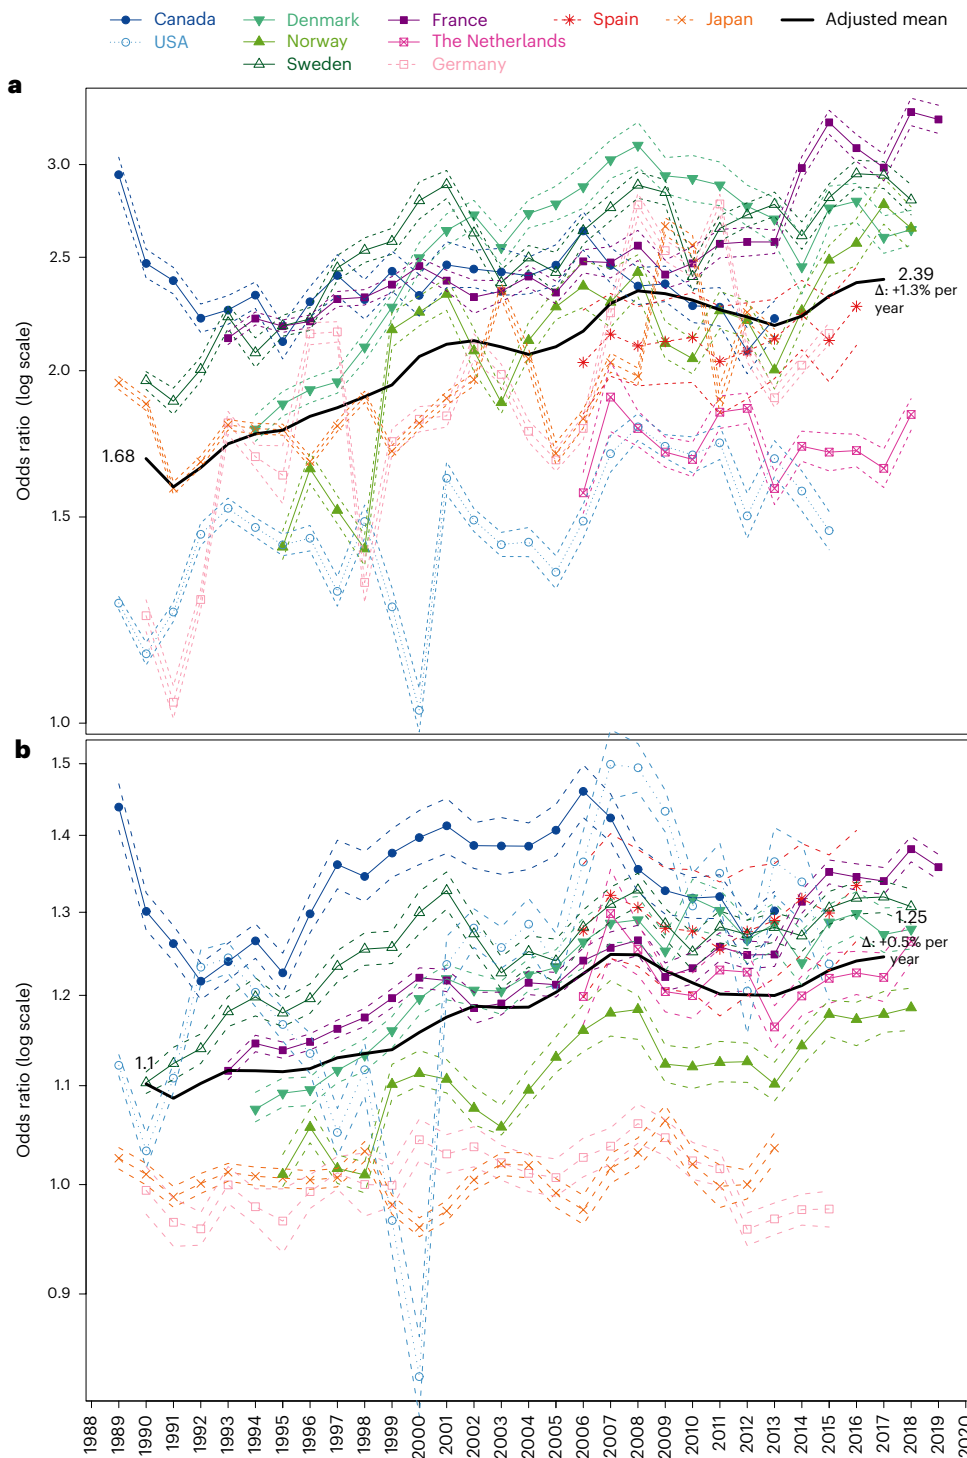 Canada Denmark France Spain Japan Adjusted mean
USA Norway The Netherlands
Sweden Germany
a
3.0
2.5
2.0
1.5
1.0
Odds ratio (log scale)
1.68
2.39
Δ: +1.3% per
year
b
1.5
1.4
1.3
1.2
1.1
1.0
0.9
Odds ratio (log scale)
1.1
1.25
Δ: +0.5% per
year
1988 1989 1990 1991 1992 1993 1994 1995 1996 1997 1998 1999 2000 2001 2002 2003 2004 2005 2006 2007 2008 2009 2010 2011 2012 2013 2014 2015 2016 2017 2018 2019 2020